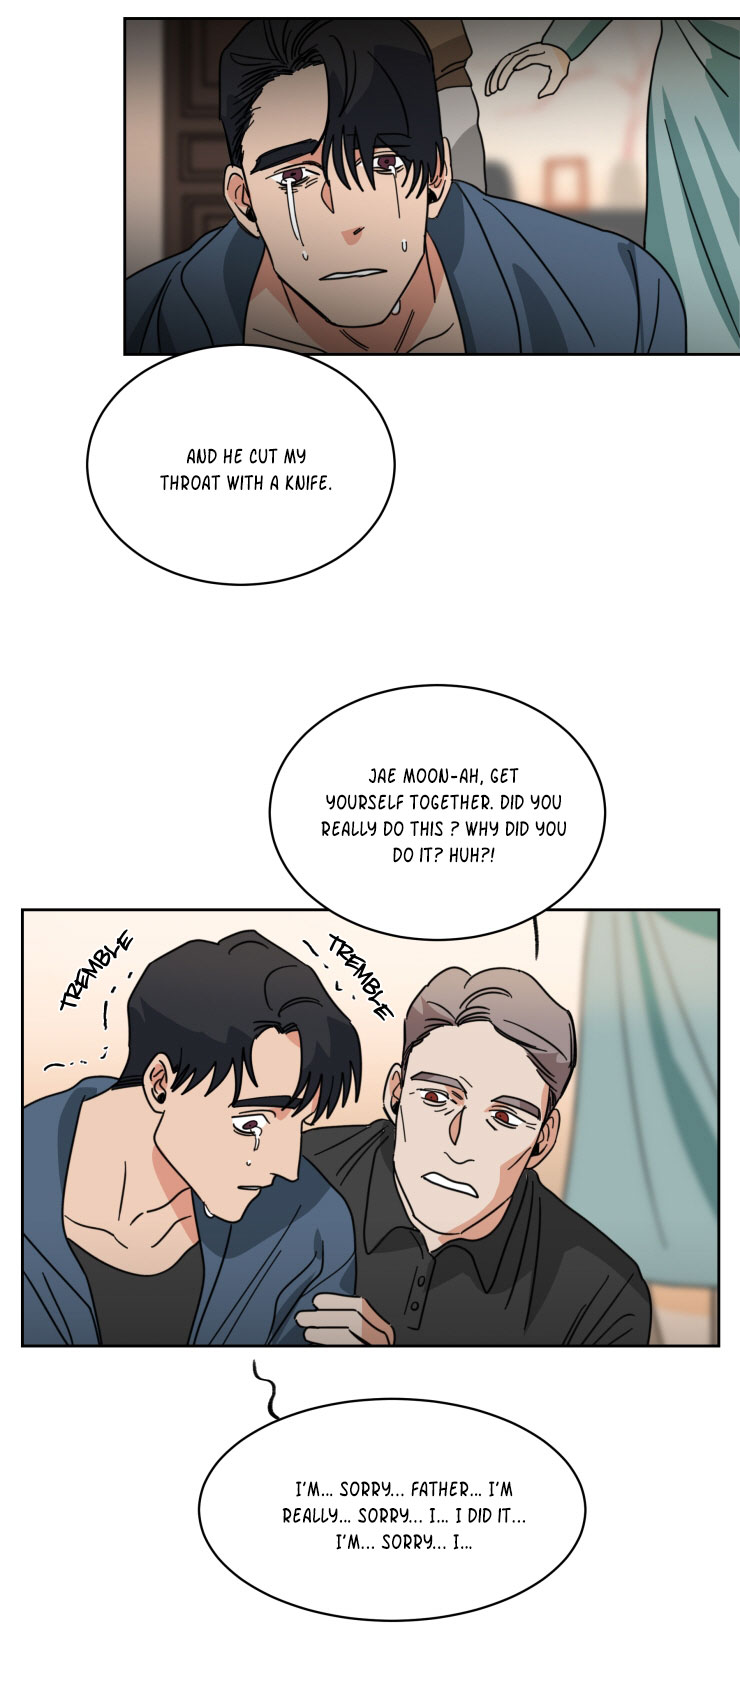 AND HE CUT MY
THROAT WITH A KNIFE.
JAE MOON-AH, GET
YOURSELF TOGETHER. DID YOU
REALLY DO THIS ? WHY DID YOU
DO IT? HUH?!
TREMBLE
TREMBLE
I'M... SORRY... FATHER... I'M
REALLY... SORRY... I... I DID IT...
I'M... SORRY... I...